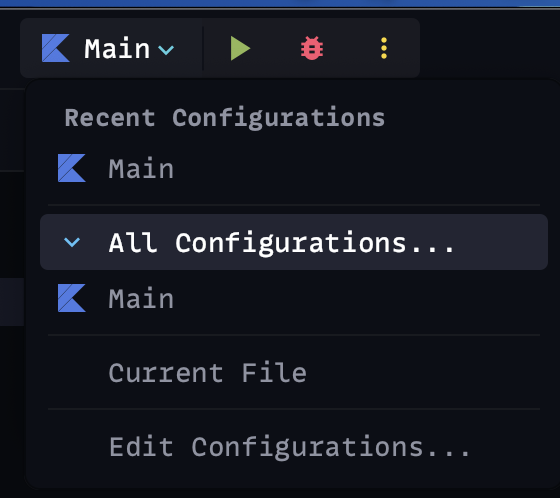 Main
Recent Configurations
Main
All Configurations...
Main
Current File
Edit Configurations...